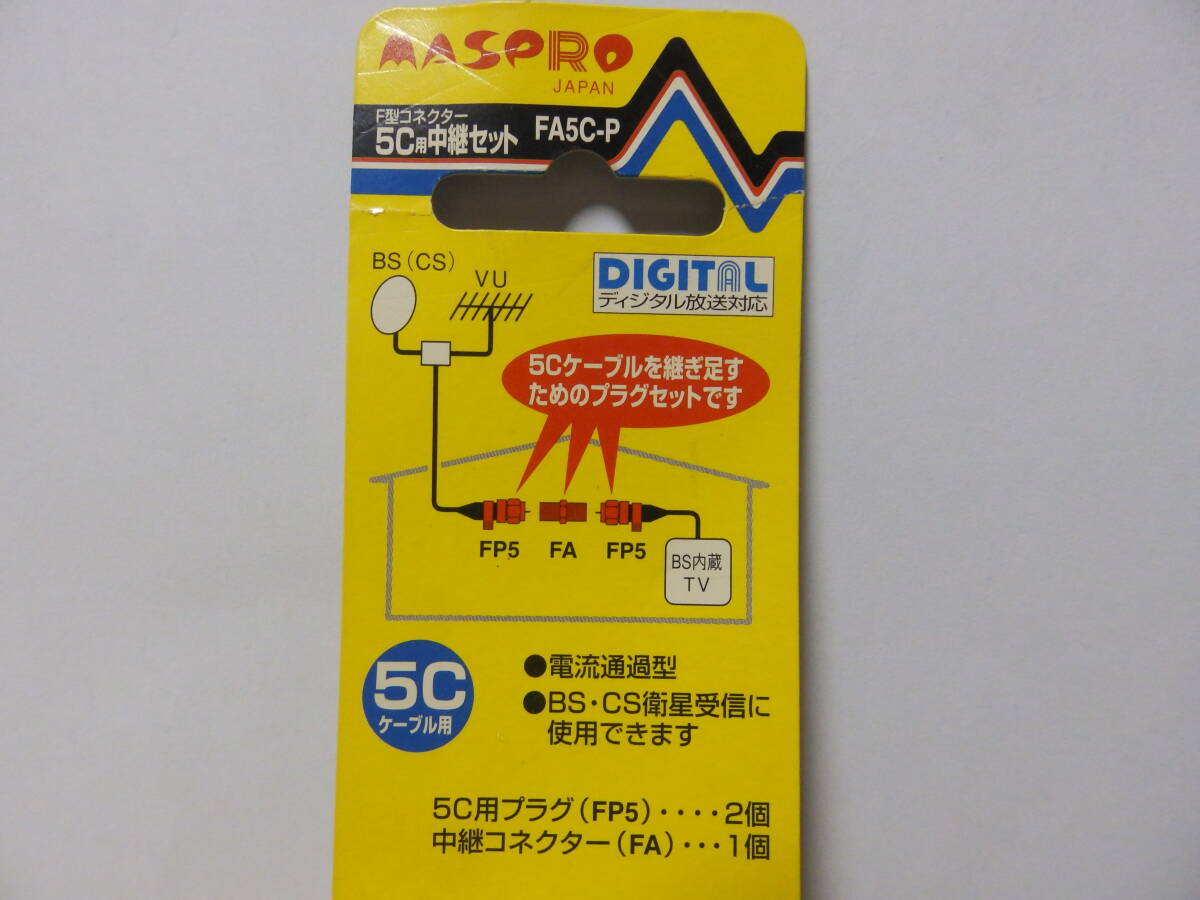 MASPRO
JAPAN
F型コネクター
5C用中継セット FA5C-P
BS(CS)
VU
DIGITAL
ディジタル放送対応
5Cケーブルを継ぎ足す
ためのプラグセットです
FP5 FA FP5
BS内蔵
TV
5C
ケーブル用
●電流通過型
●BS・CS衛星受信に
使用できます
5C用プラグ(FP5)････2個
中継コネクター(FA)･･･1個